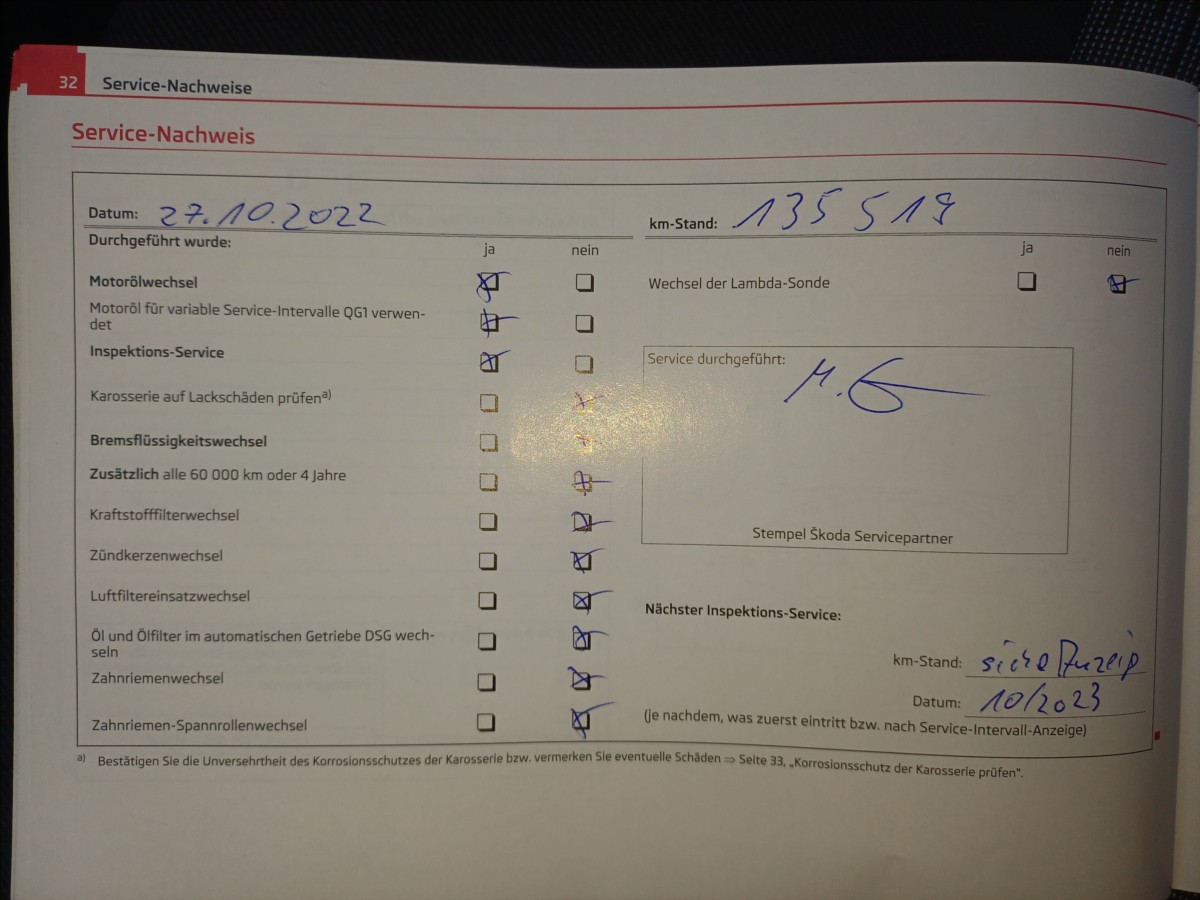 32 Service-Nachweise
Service-Nachweis
Datum: 27.10.2022
km-Stand: 135 519
Durchgeführt wurde:
ja nein
ja nein
Motorölwechsel
Wechsel der Lambda-Sonde
Motoröl für variable Service-Intervalle QG1 verwen-
det
Inspektions-Service
Service durchgeführt:
Karosserie auf Lackschäden prüfen a)
Bremsflüssigkeitswechsel
Zusätzlich alle 60 000 km oder 4 Jahre
Kraftstofffilterwechsel
Stempel Škoda Servicepartner
Zündkerzenwechsel
Luftfiltereinsatzwechsel
Nächster Inspektions-Service:
Öl und Ölfilter im automatischen Getriebe DSG wech-
seln
km-Stand: siehe
Zahnriemenwechsel
Datum: 10/2023
Zahnriemen-Spannrollenwechsel
(je nachdem, was zuerst eintritt bzw. nach Service-Intervall-Anzeige)
a) Bestätigen Sie die Unversehrtheit des Korrosionsschutzes der Karosserie bzw. vermerken Sie eventuelle Schäden ⇒ Seite 33, „Korrosionsschutz der Karosserie prüfen“.